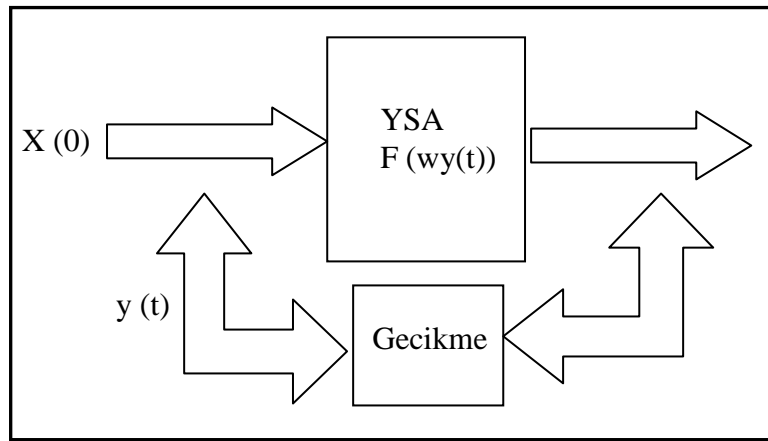 X (0)
YSA
F (wy(t))
y (t)
Gecikme